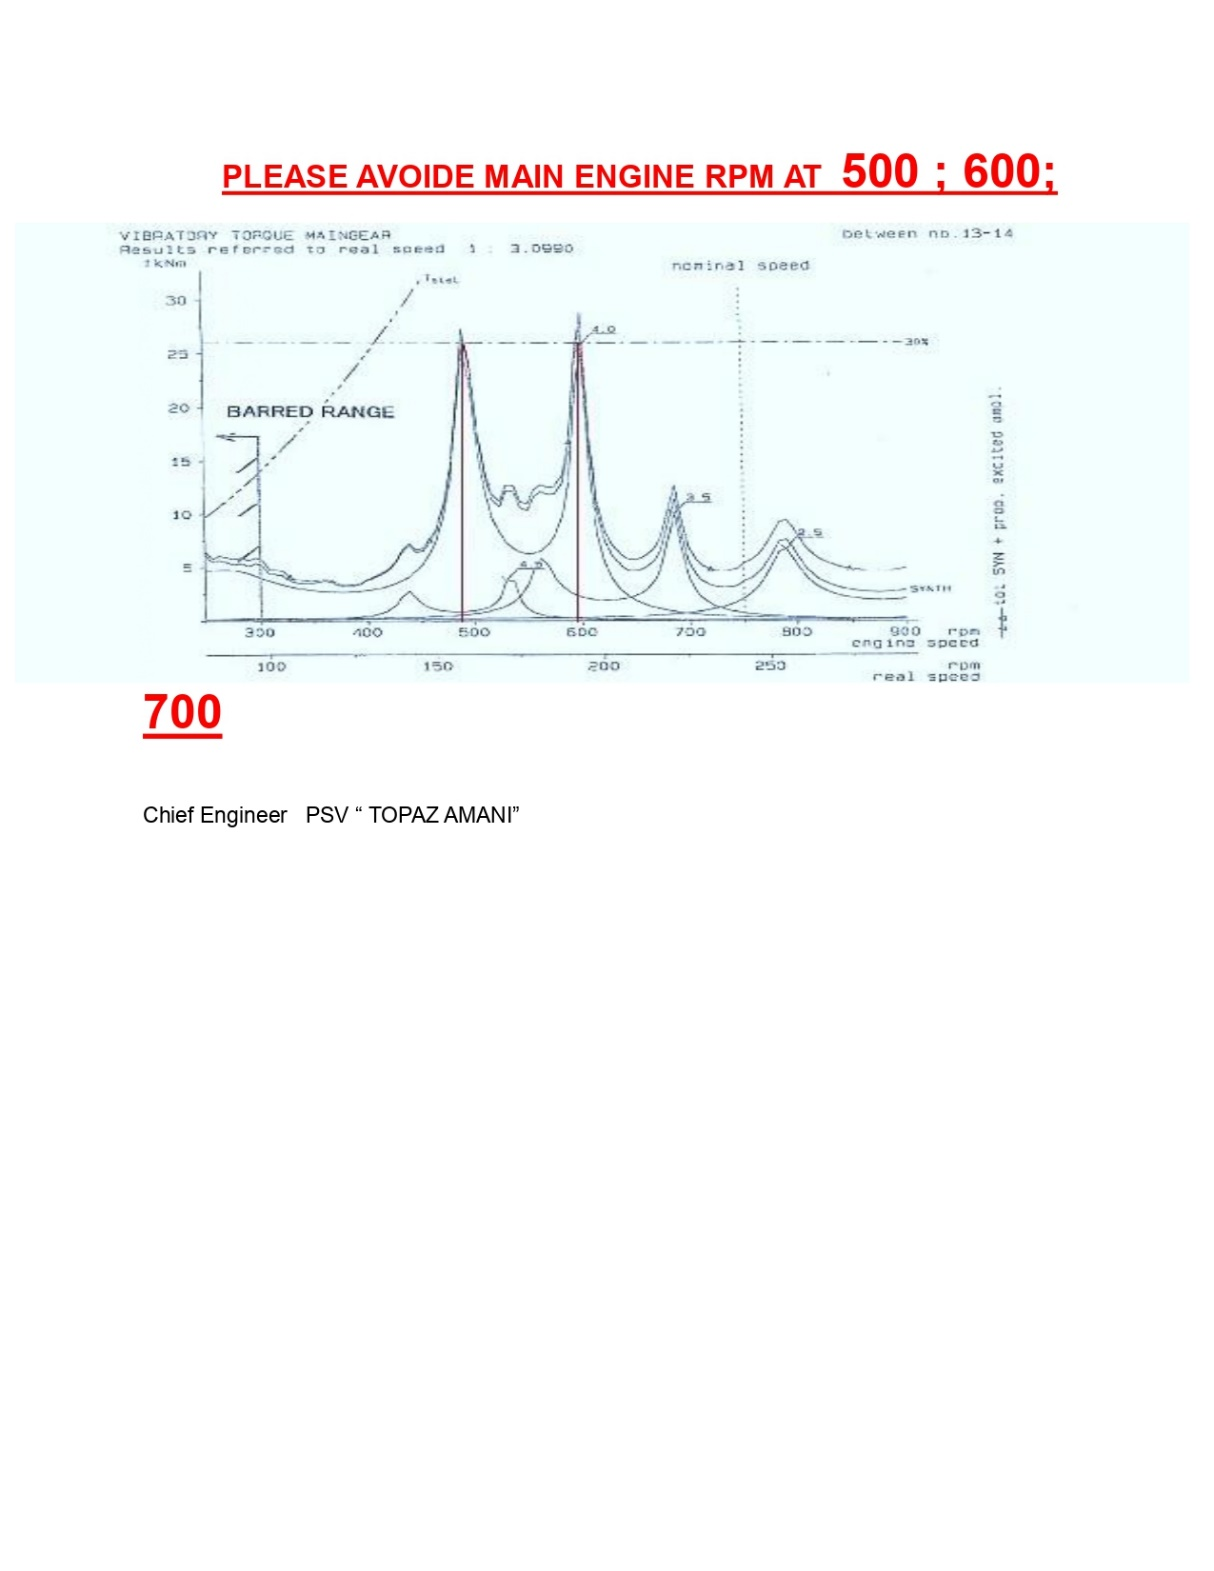 PLEASE AVOIDE MAIN ENGINE RPM AT 500 ; 600;
VIBRATORY TORQUE MAINGEAR
between no.13-14
Results referred to real speed 1 : 3.0990
nominal speed
30
4.0
30%
25
20
BARRED RANGE
15
3.5
10
2.5
5
4.5
SYNTH
tot SYN + prop. excited ampl.
300 400 500 600 700 800 900 rpm
engine speed
100 150 200 250 rpm
real speed
700
Chief Engineer PSV “ TOPAZ AMANI”